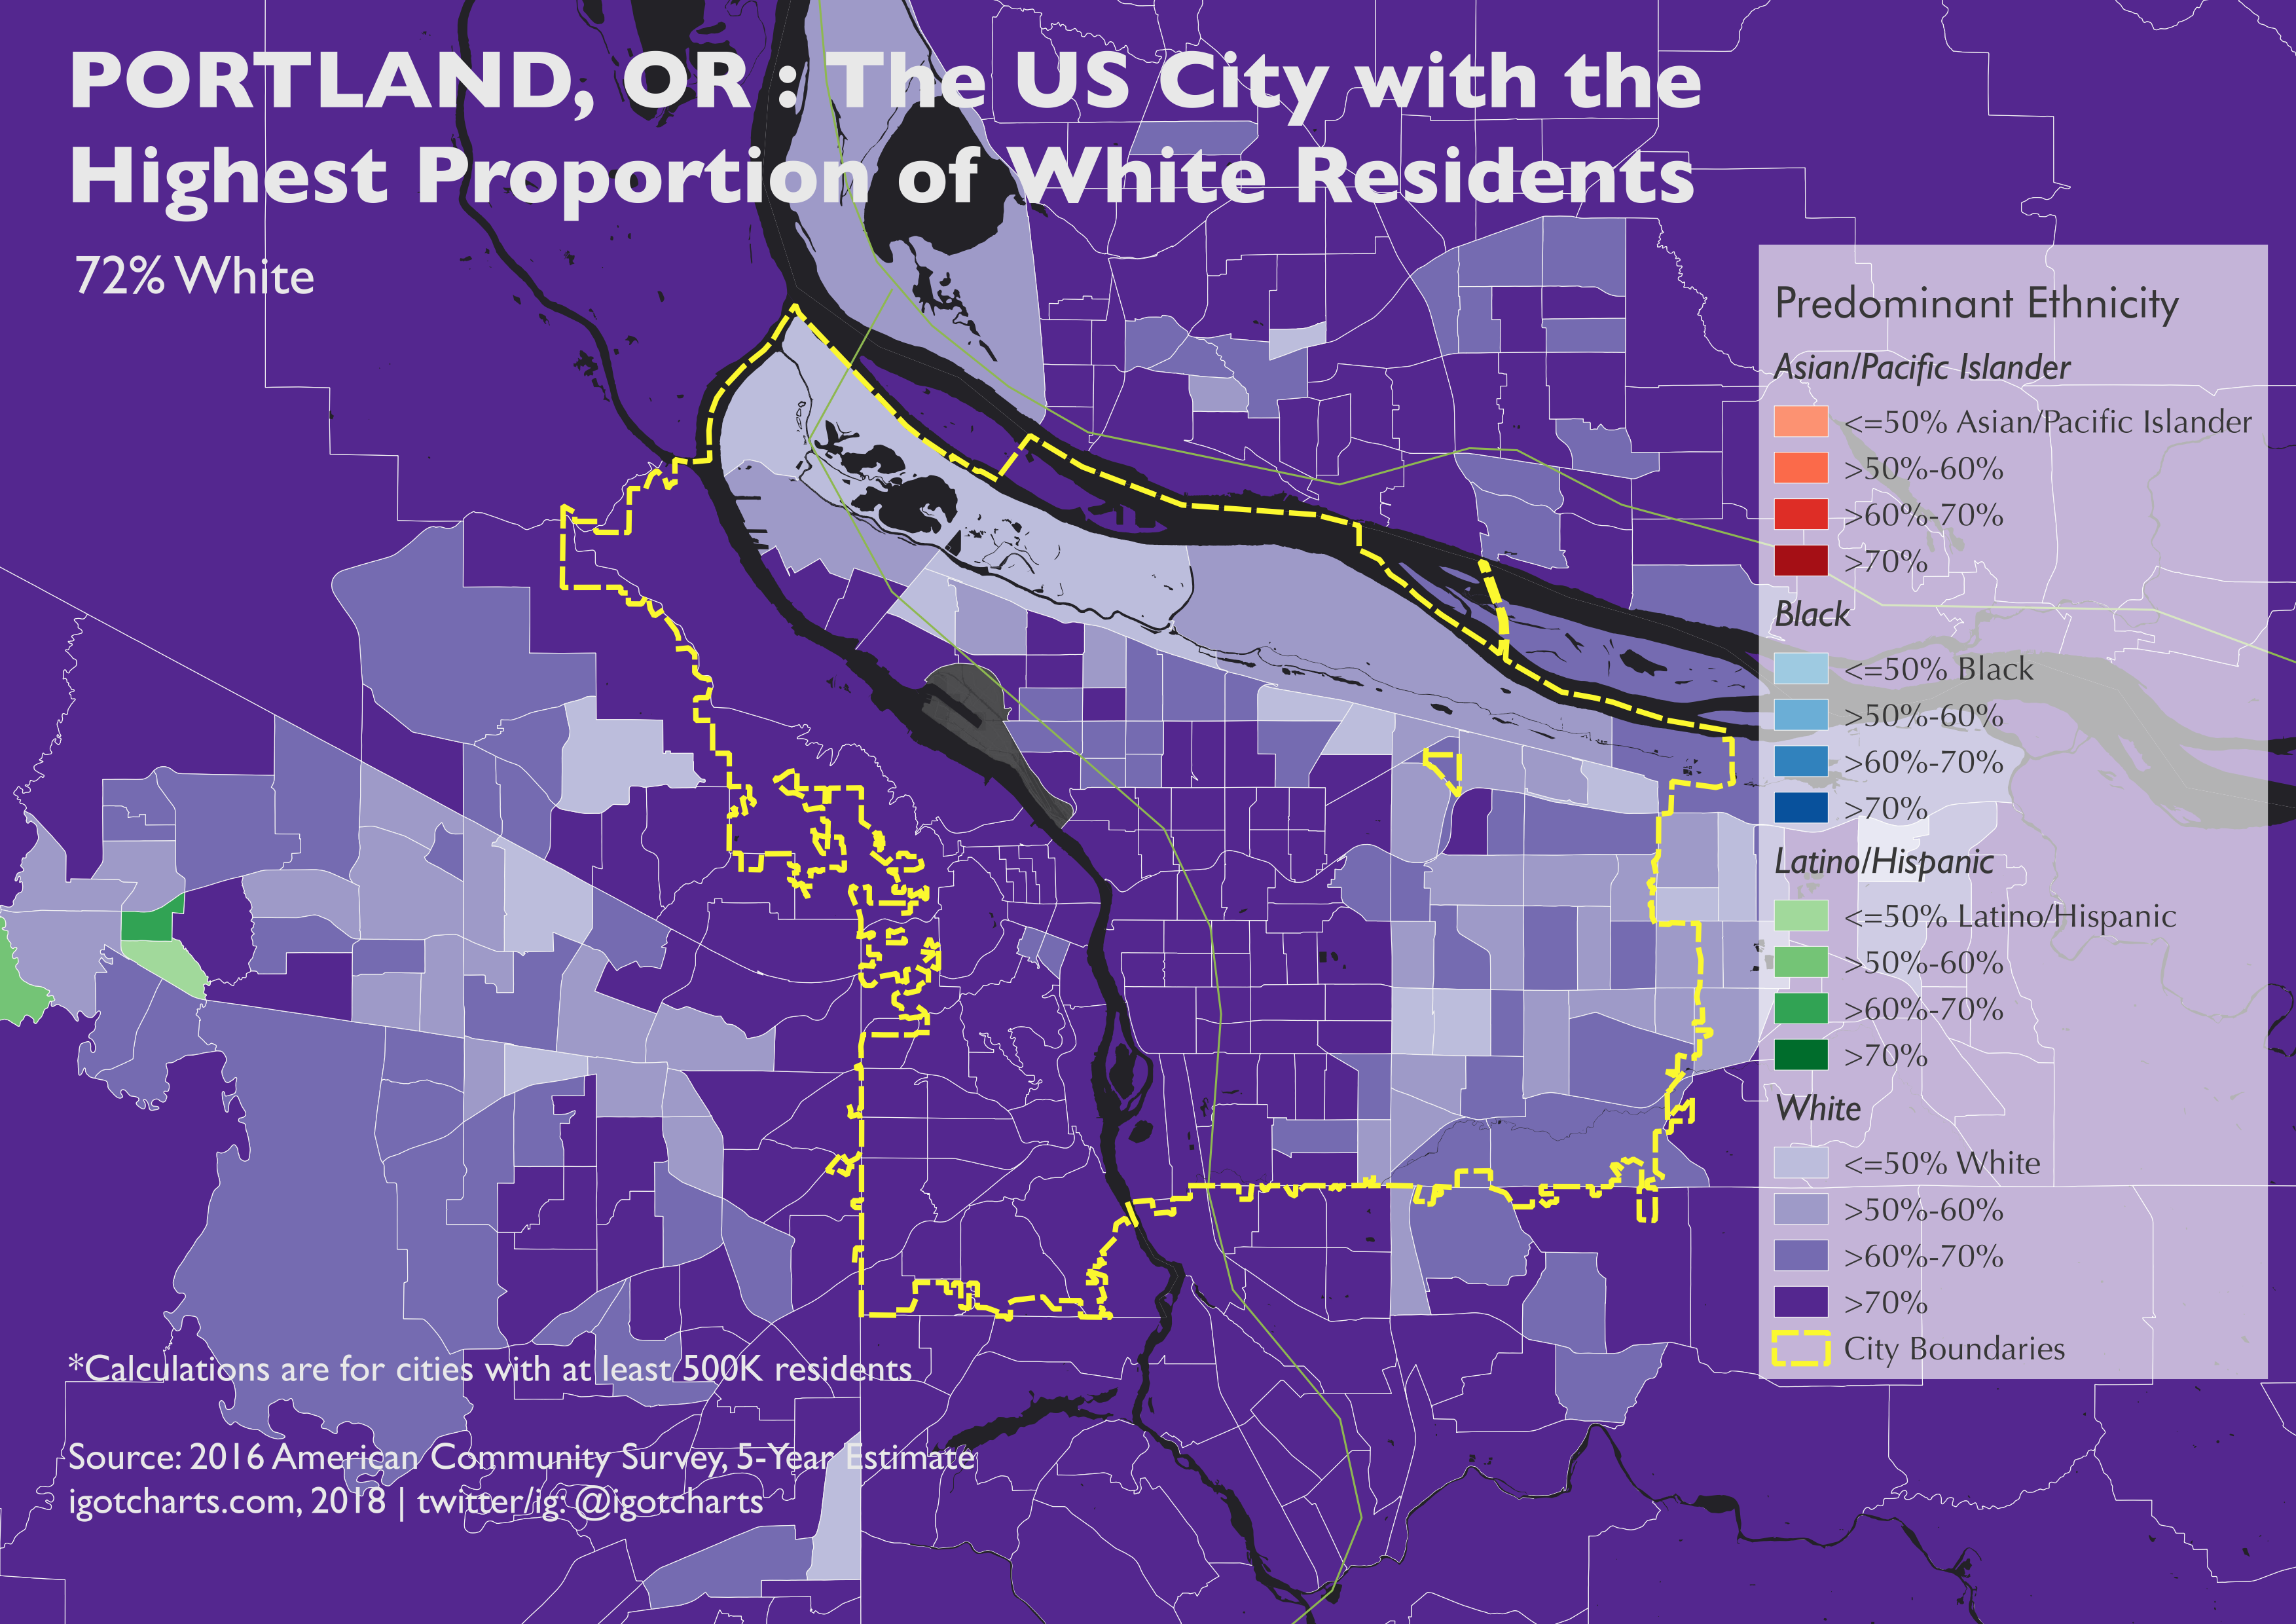 PORTLAND, OR : The US City with the
Highest Proportion of White Residents
72% White
Predominant Ethnicity
Asian/Pacific Islander
<=50% Asian/Pacific Islander
>50%-60%
>60%-70%
>70%
Black
<=50% Black
>50%-60%
>60%-70%
>70%
Latino/Hispanic
<=50% Latino/Hispanic
>50%-60%
>60%-70%
>70%
White
<=50% White
>50%-60%
>60%-70%
>70%
City Boundaries
*Calculations are for cities with at least 500K residents
Source: 2016 American Community Survey, 5-Year Estimate
igotcharts.com, 2018 | twitter/ig: @igotcharts